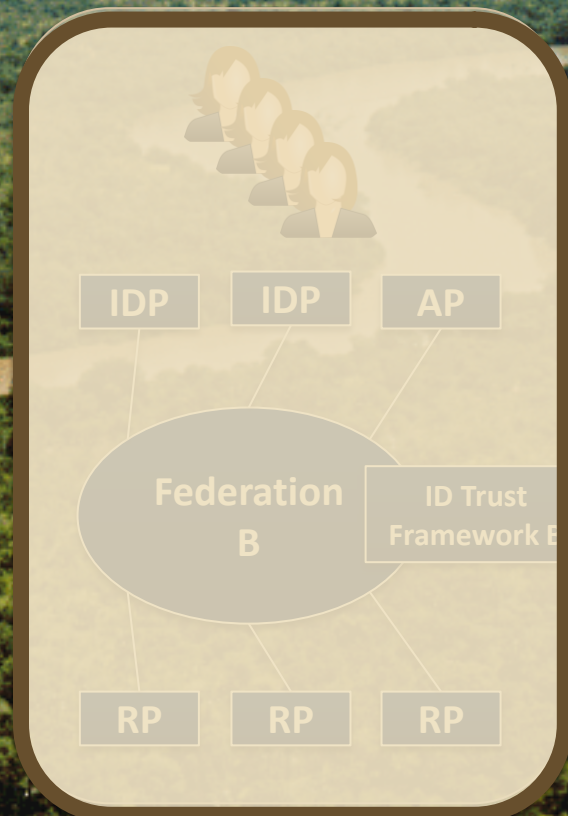 IDP
IDP
AP
Federation
B
ID Trust
Framework B
RP
RP
RP